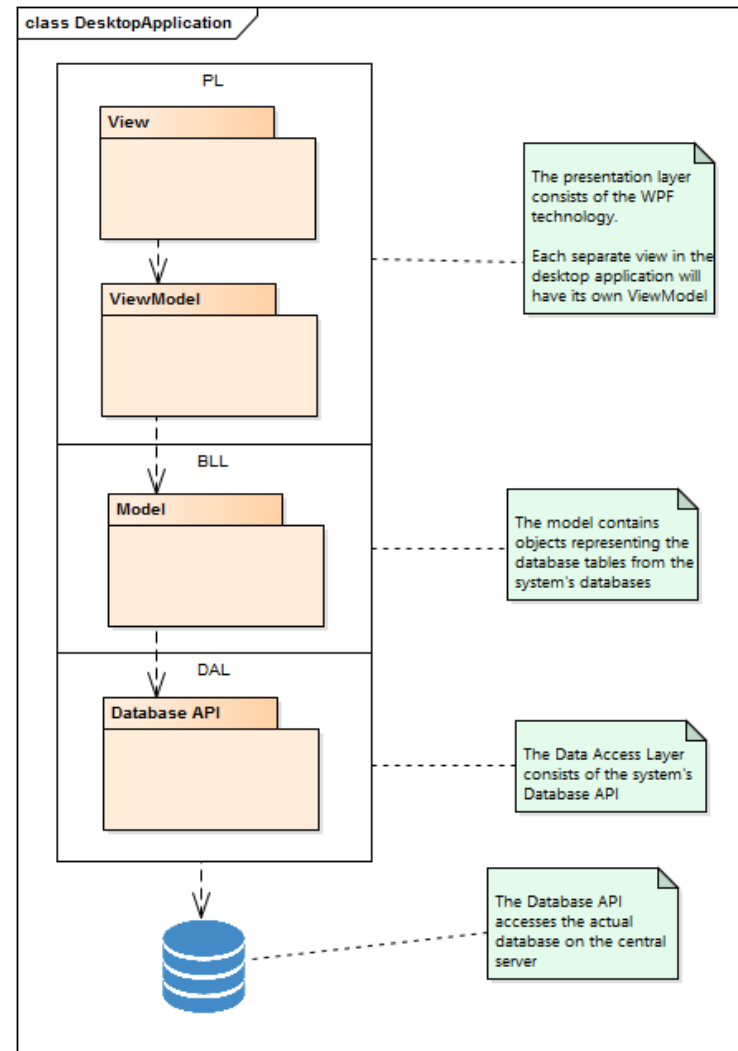 class DesktopApplication
PL
View
The presentation layer
consists of the WPF
technology.
Each separate view in the
desktop application will
have its own ViewModel
ViewModel
BLL
Model
The model contains
objects representing the
database tables from the
system's databases
DAL
Database API
The Data Access Layer
consists of the system's
Database API
The Database API
accesses the actual
database on the central
server